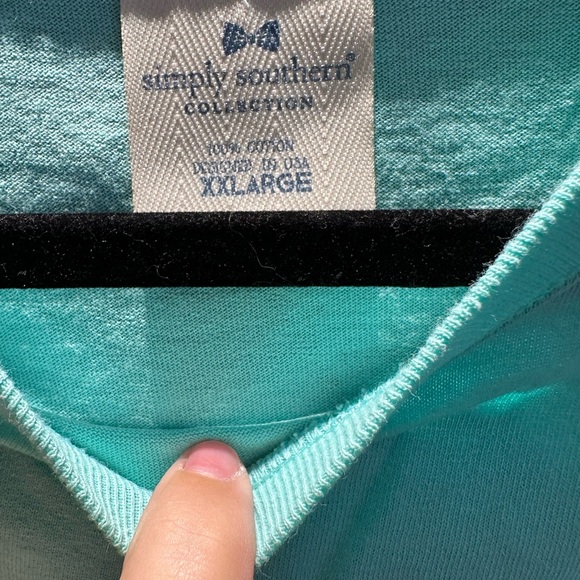 simply southern®
COLLECTION
100% COTTON
DESIGNED IN USA
XXLARGE